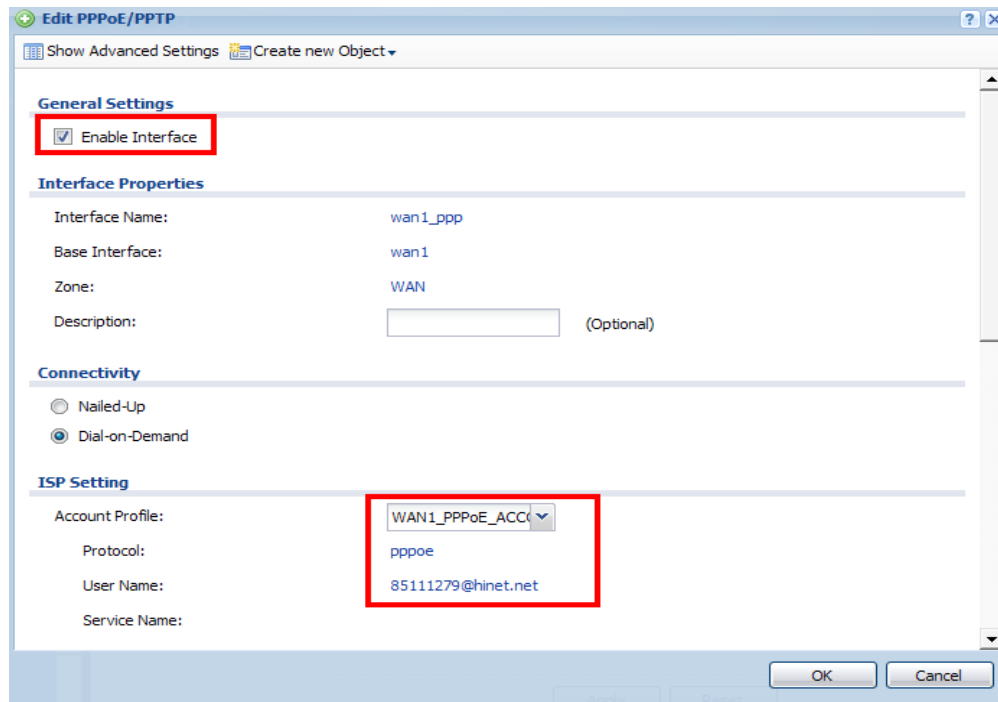 Edit PPPoE/PPTP
Show Advanced Settings Create new Object
General Settings
Enable Interface
Interface Properties
Interface Name: wan1_ppp
Base Interface: wan1
Zone: WAN
Description: (Optional)
Connectivity
Nailed-Up
Dial-on-Demand
ISP Setting
Account Profile: WAN1_PPPoE_ACC
Protocol: pppoe
User Name: 85111279@hinet.net
Service Name:
OK Cancel